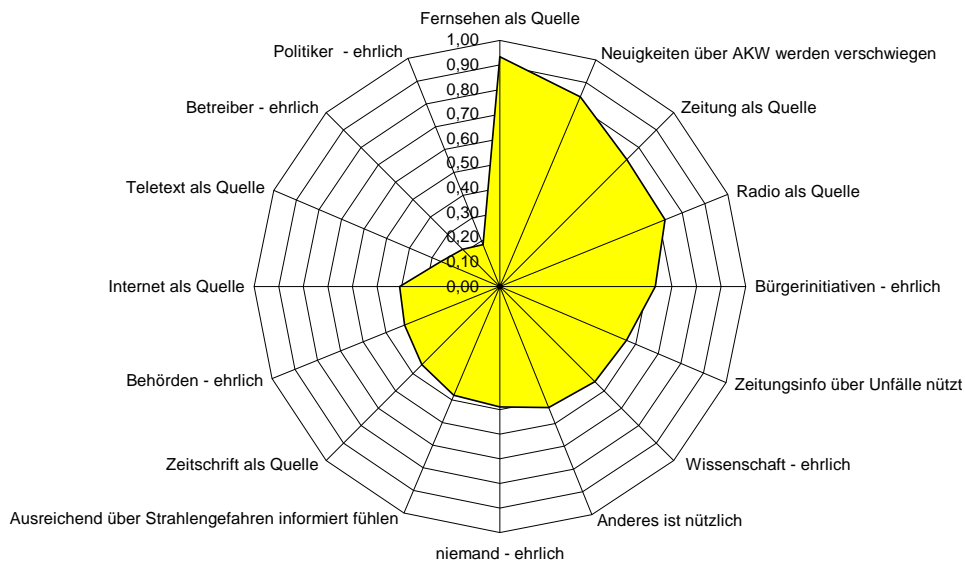 Fernsehen als Quelle
Neuigkeiten über AKW werden verschwiegen
Zeitung als Quelle
Radio als Quelle
Bürgerinitiativen - ehrlich
Zeitungsinfo über Unfälle nützt
Wissenschaft - ehrlich
Anderes ist nützlich
niemand - ehrlich
Ausreichend über Strahlengefahren informiert fühlen
Zeitschrift als Quelle
Behörden - ehrlich
Internet als Quelle
Teletext als Quelle
Betreiber - ehrlich
Politiker - ehrlich
1,00
0,90
0,80
0,70
0,60
0,50
0,40
0,30
0,20
0,10
0,00